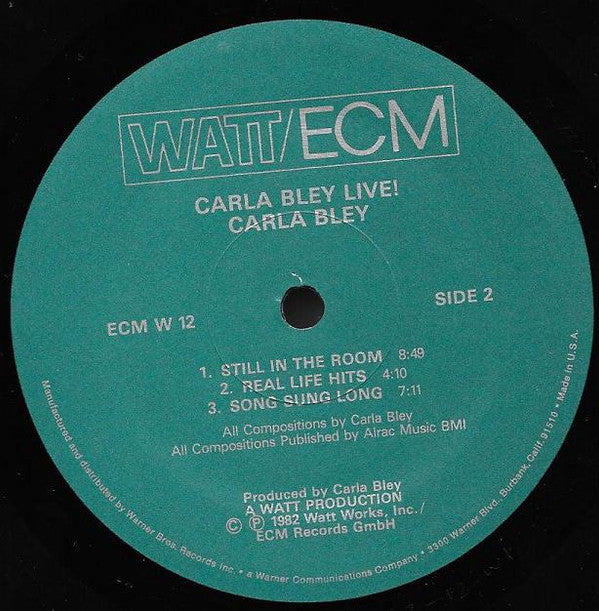 WATT/ECM
CARLA BLEY LIVE!
CARLA BLEY
ECM W 12
SIDE 2
1. STILL IN THE ROOM 8:49
2. REAL LIFE HITS 4:10
3. SONG SUNG LONG 7:11
All Compositions by Carla Bley
All Compositions Published by Alrac Music BMI
Produced by Carla Bley
A WATT PRODUCTION
© ℗ 1982 Watt Works, Inc./
ECM Records GmbH
Manufactured and distributed by Warner Bros. Records Inc. • a Warner Communications Company • 3300 Warner Blvd., Burbank, Calif. 91510 • Made in U.S.A.